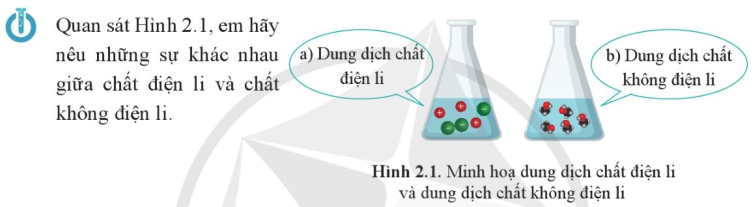 Quan sát Hình 2.1, em hãy
nêu những sự khác nhau
giữa chất điện li và chất
không điện li.
a) Dung dịch chất
điện li
b) Dung dịch chất
không điện li
Hình 2.1. Minh hoạ dung dịch chất điện li
và dung dịch chất không điện li